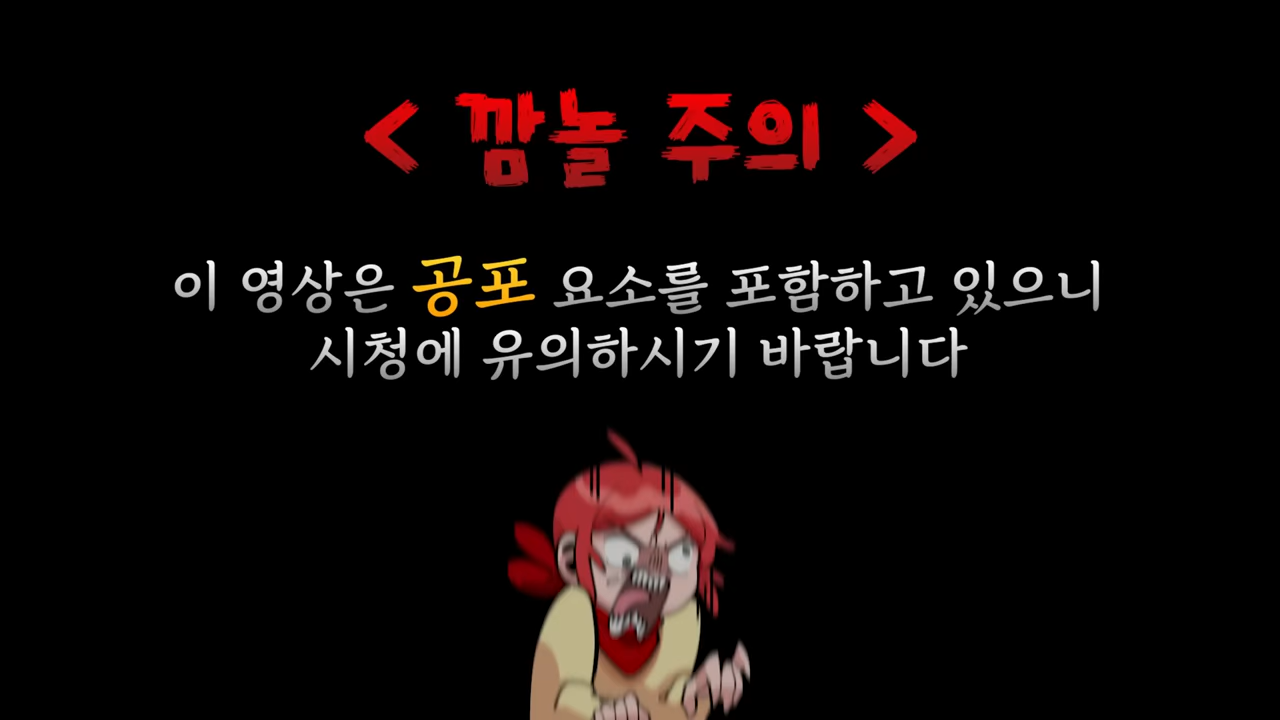 < 깜놀 주의 >
이 영상은 공포 요소를 포함하고 있으니
시청에 유의하시기 바랍니다